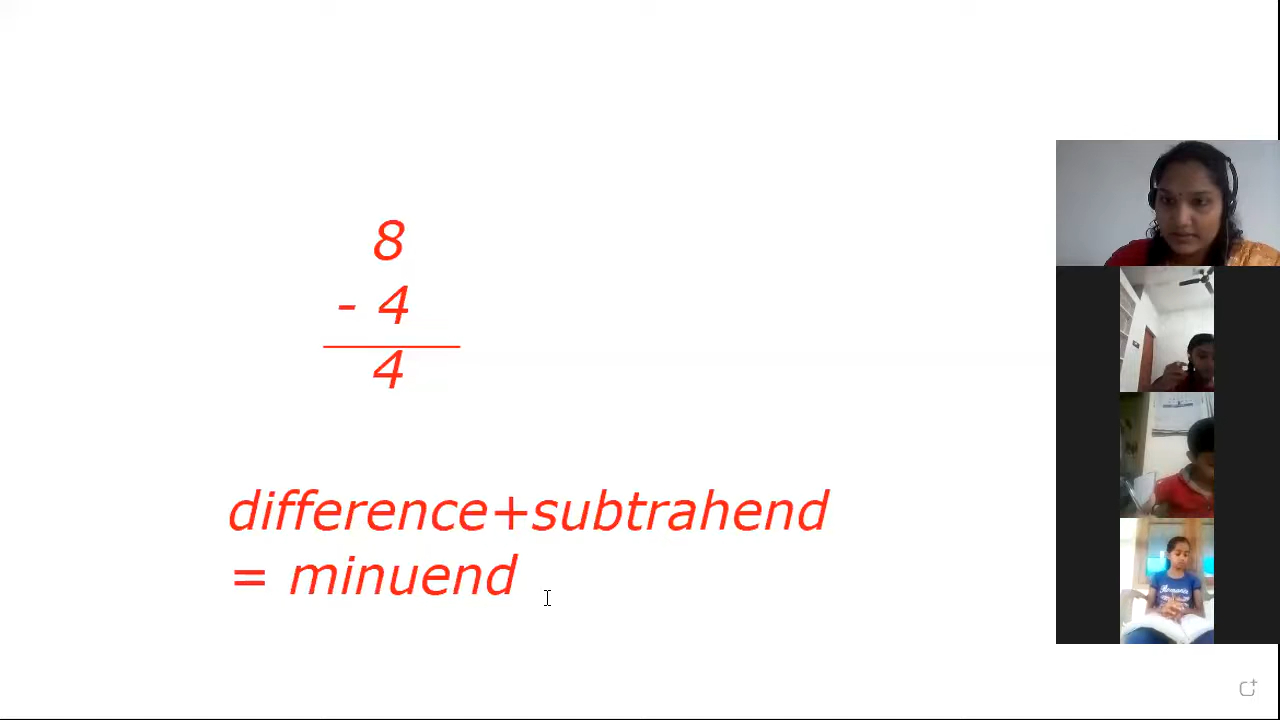 8
- 4
4
difference+subtrahend
= minuend